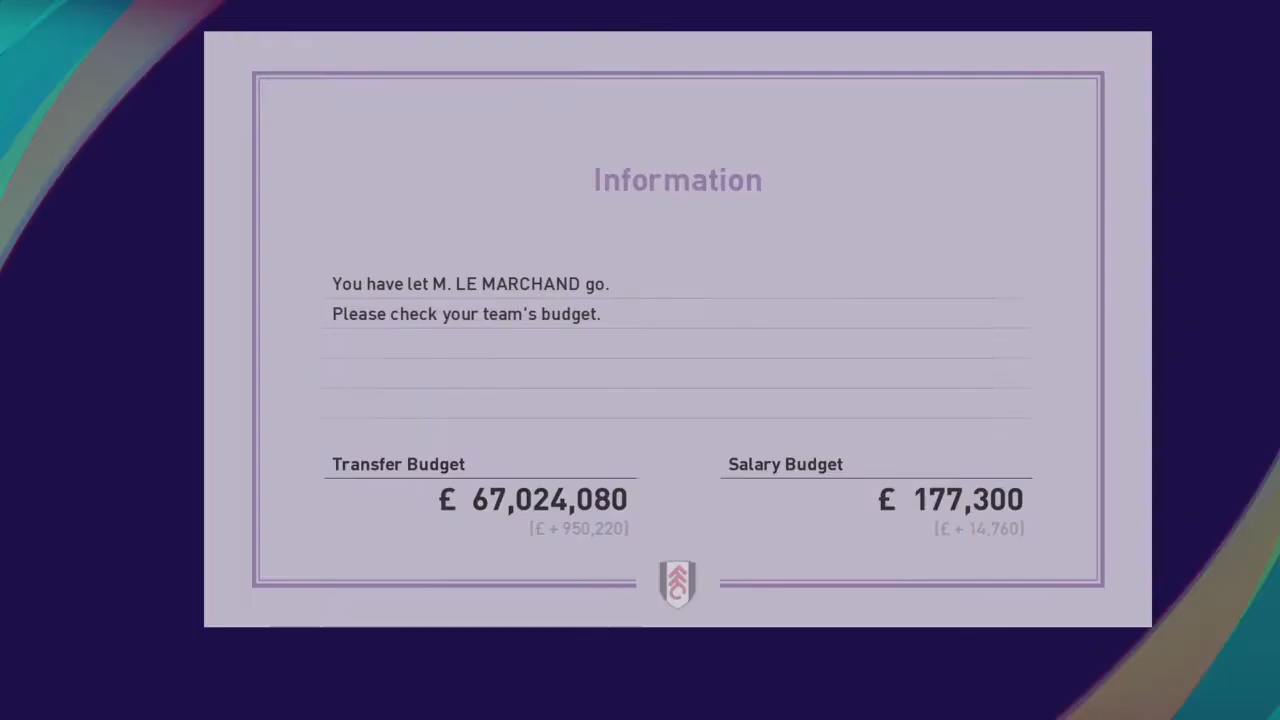 Information
You have let M. LE MARCHAND go.
Please check your team's budget.
Transfer Budget
£ 67,024,080
(£ + 950,220)
Salary Budget
£ 177,300
(£ + 14,760)